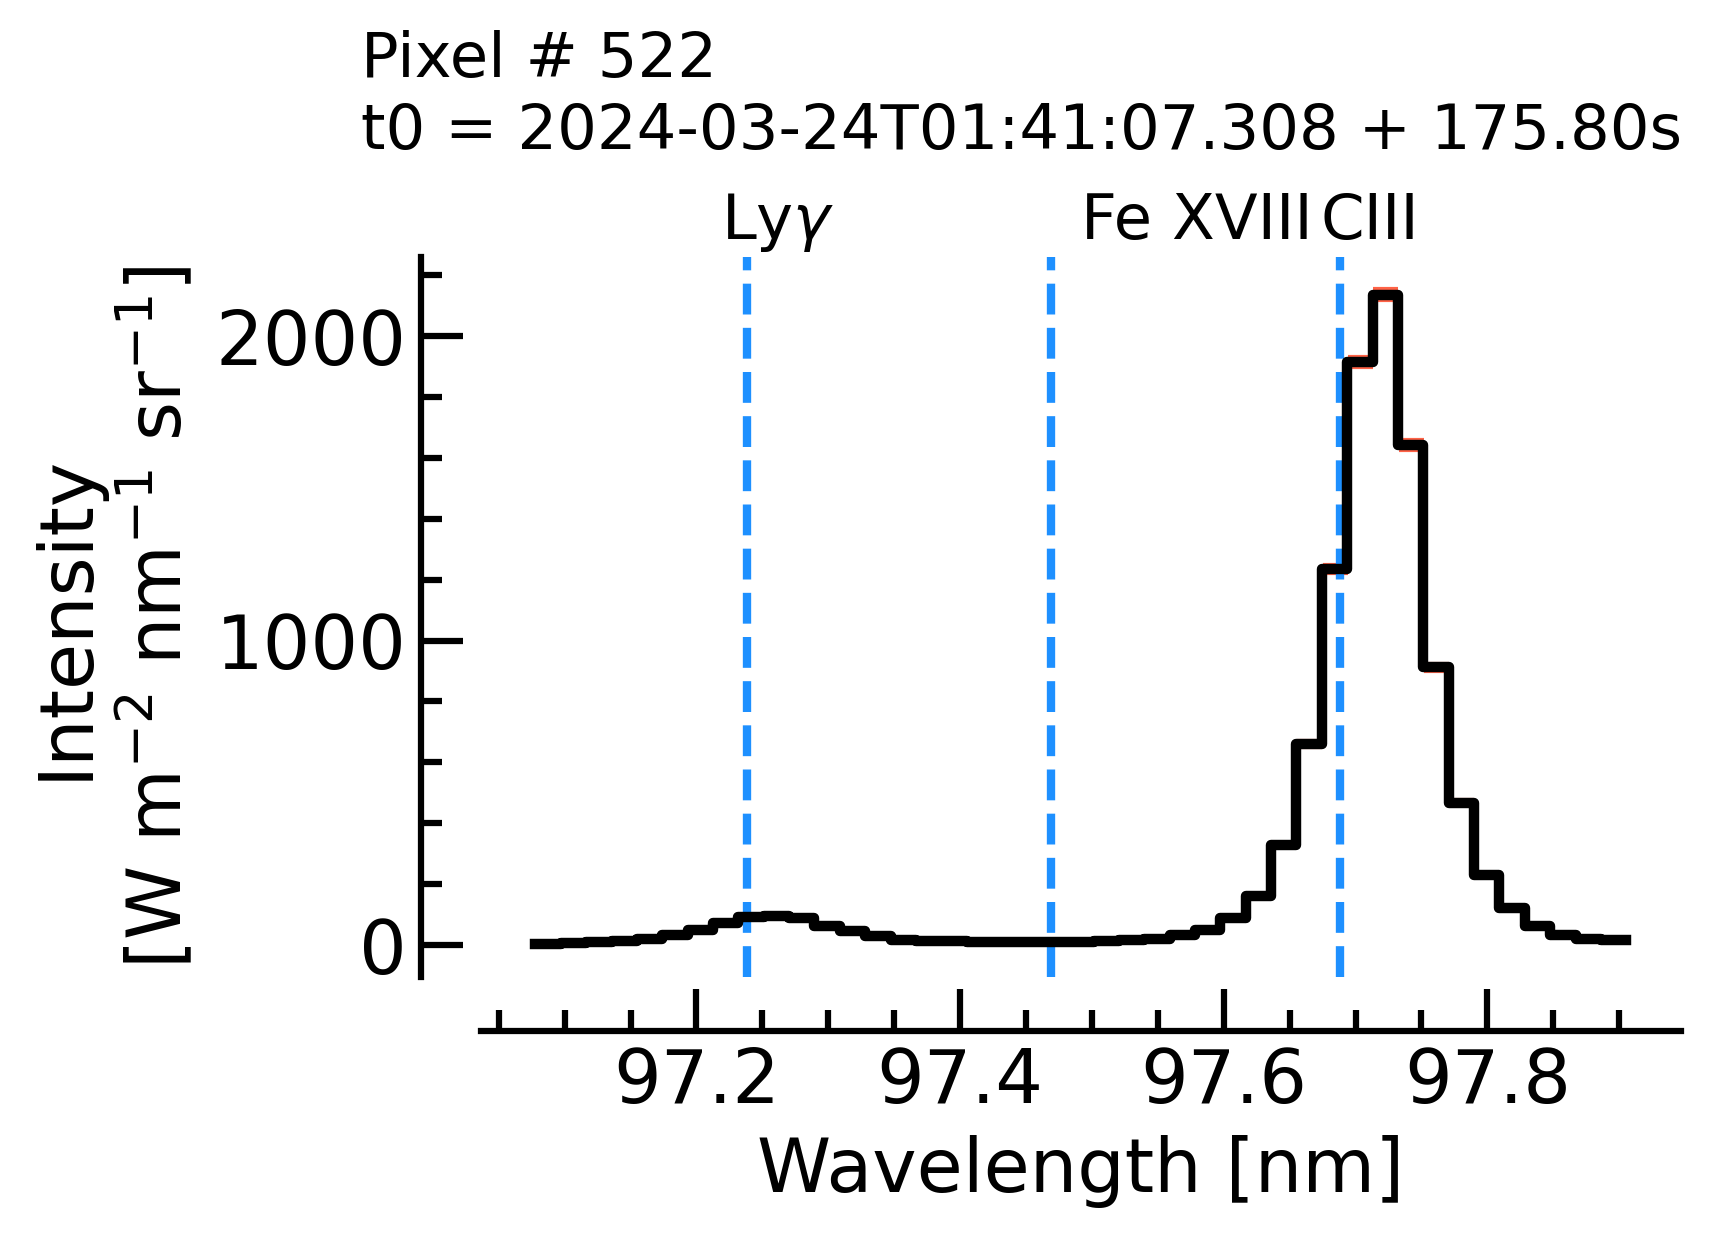 Pixel # 522
t0 = 2024-03-24T01:41:07.308 + 175.80s
Lyγ Fe XVIII CIII
Intensity
[W m⁻² nm⁻¹ sr⁻¹]
2000
1000
0
97.2 97.4 97.6 97.8
Wavelength [nm]